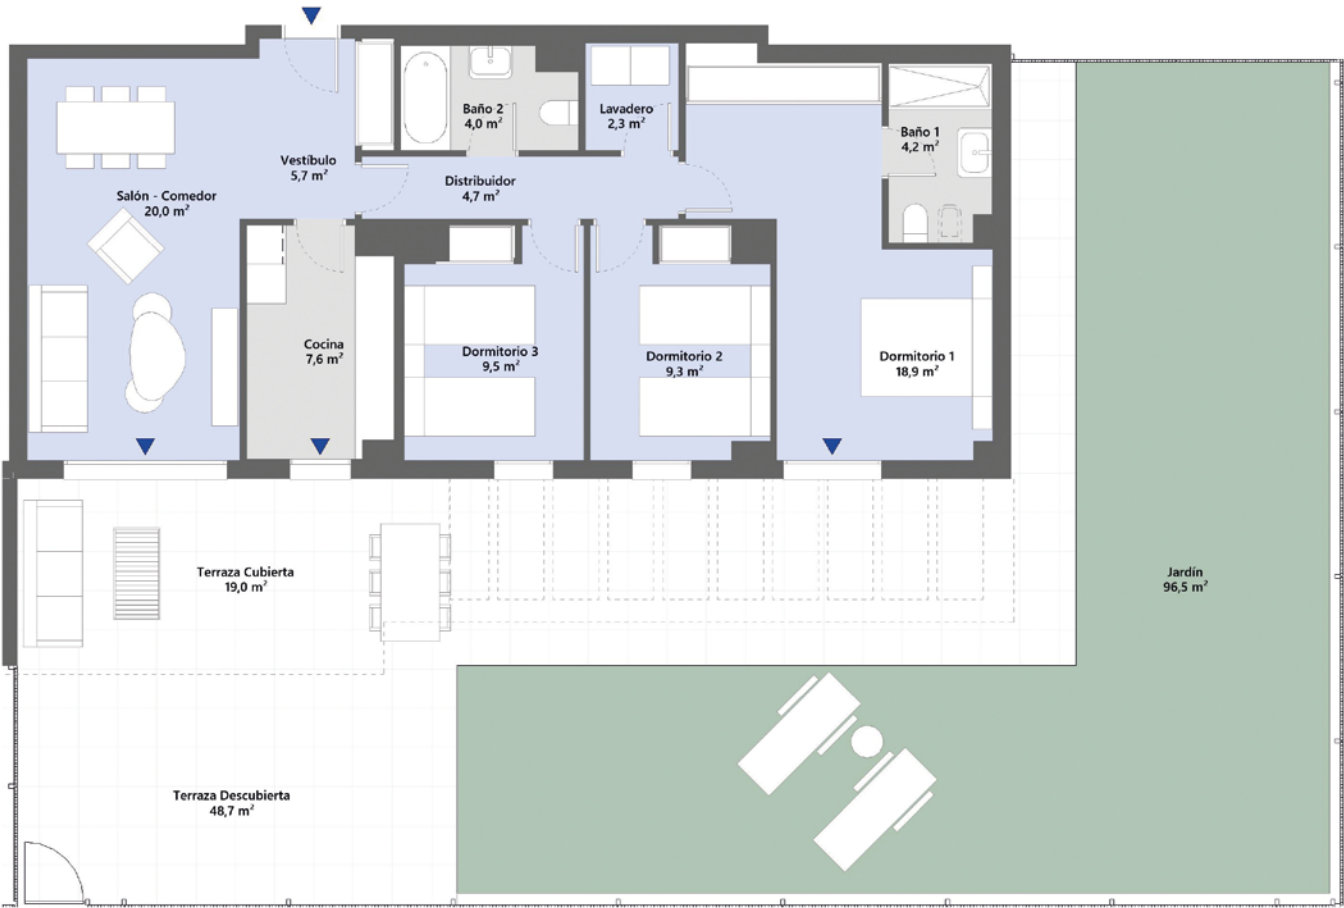 Baño 2
4,0 m²
Lavadero
2,3 m²
Baño 1
4,2 m²
Vestíbulo
5,7 m²
Distribuidor
4,7 m²
Salón - Comedor
20,0 m²
Cocina
7,6 m²
Dormitorio 3
9,5 m²
Dormitorio 2
9,3 m²
Dormitorio 1
18,9 m²
Terraza Cubierta
19,0 m²
Jardín
96,5 m²
Terraza Descubierta
48,7 m²